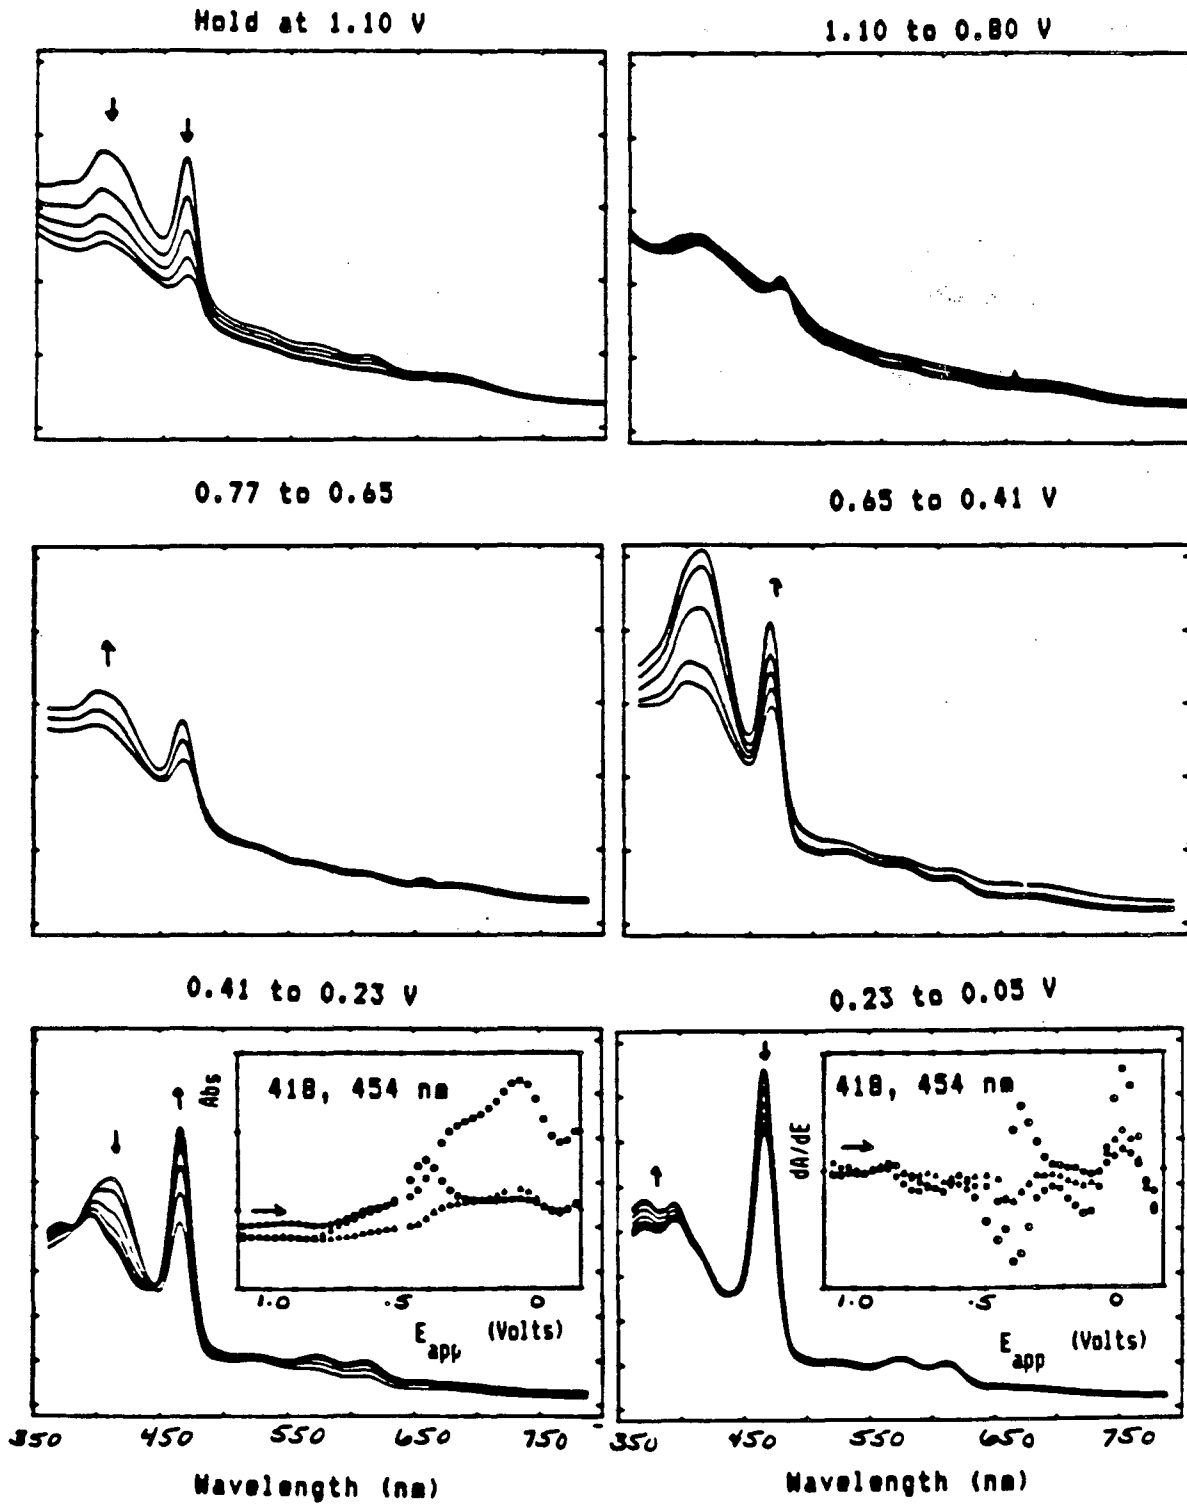 Hold at 1.10 V
1.10 to 0.80 V
0.77 to 0.65
0.65 to 0.41 V
0.41 to 0.23 V
0.23 to 0.05 V
Abs
418, 454 nm
1.0 .5 0
E app (Volts)
dA/dE
418, 454 nm
1.0 .5 0
E app (Volts)
350 450 550 650 750
350 450 550 650 750
Wavelength (nm)
Wavelength (nm)